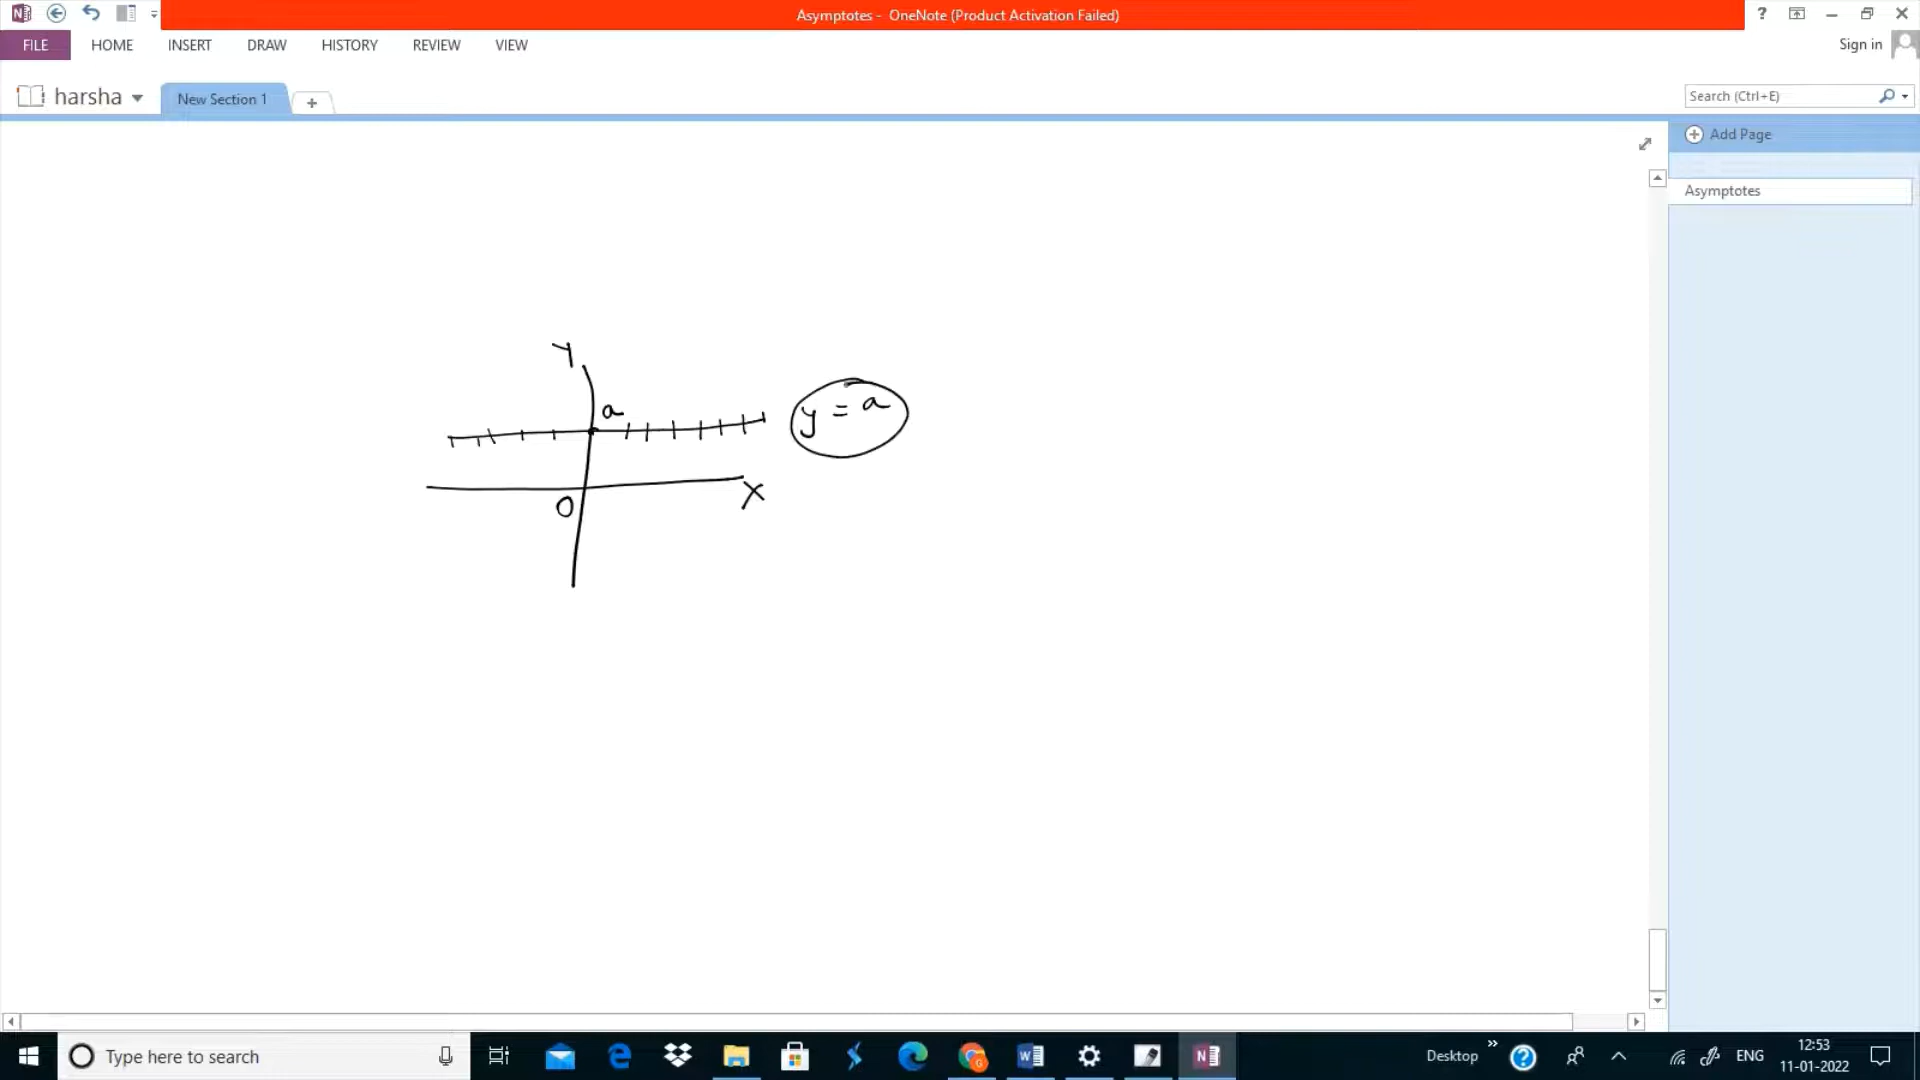 Asymptotes - OneNote (Product Activation Failed)
?
FILE HOME INSERT DRAW HISTORY REVIEW VIEW
Sign in
harsha
New Section 1
+
Search (Ctrl+E)
Add Page
Asymptotes
y
a
y = a
O
X
Type here to search
Desktop
»
ENG
12:53
11-01-2022